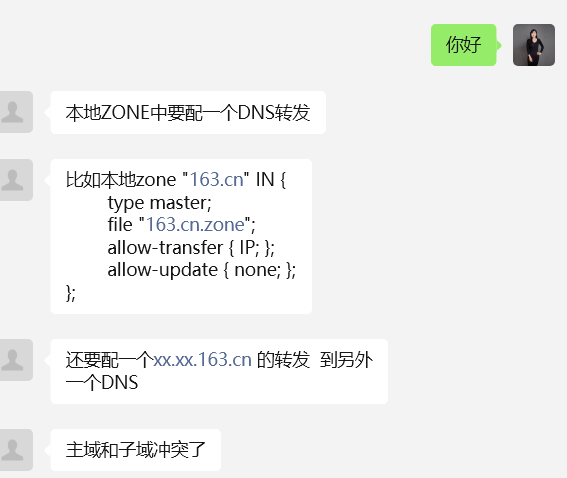 你好
本地ZONE中要配一个DNS转发
比如本地zone "163.cn" IN {
type master;
file "163.cn.zone";
allow-transfer { IP; };
allow-update { none; };
};
还要配一个xx.xx.163.cn 的转发  到另外
一个DNS
主域和子域冲突了